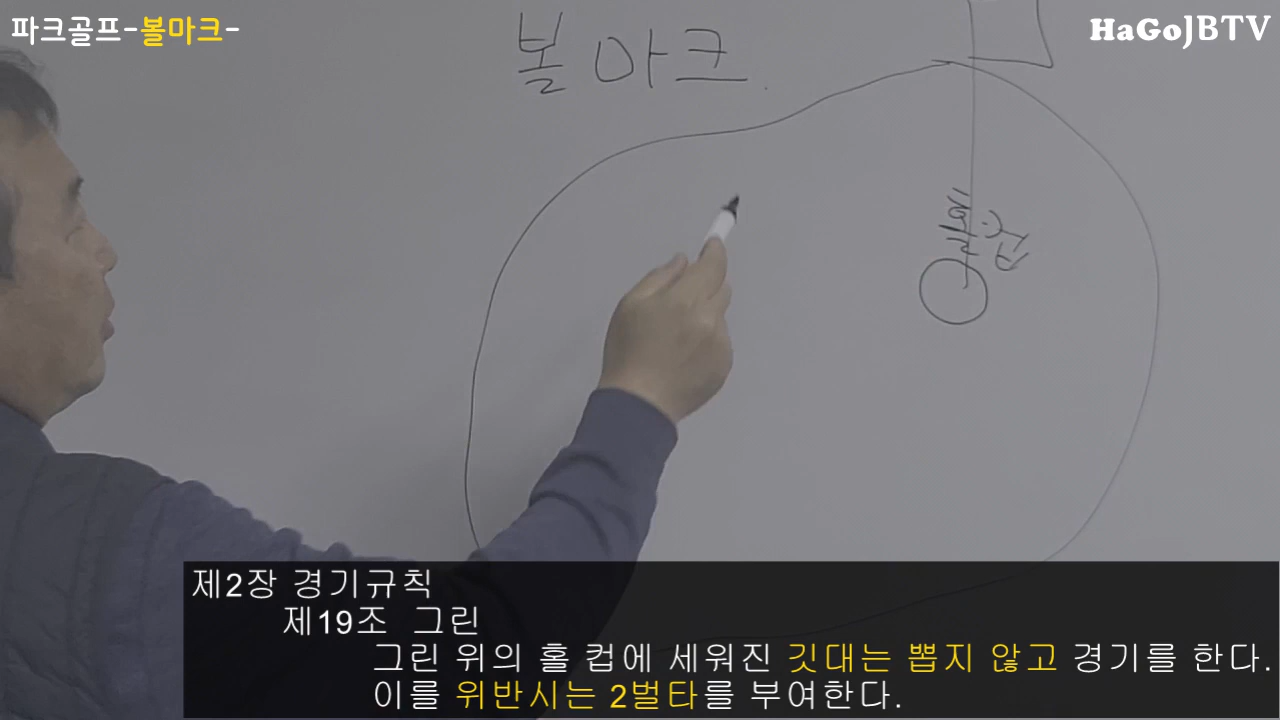 파크골프-볼마크-
HaGoJBTV
볼 마크
홀컵
제2장 경기규칙
제19조 그린
그린 위의 홀 컵에 세워진 깃대는 뽑지 않고 경기를 한다.
이를 위반시는 2벌타를 부여한다.